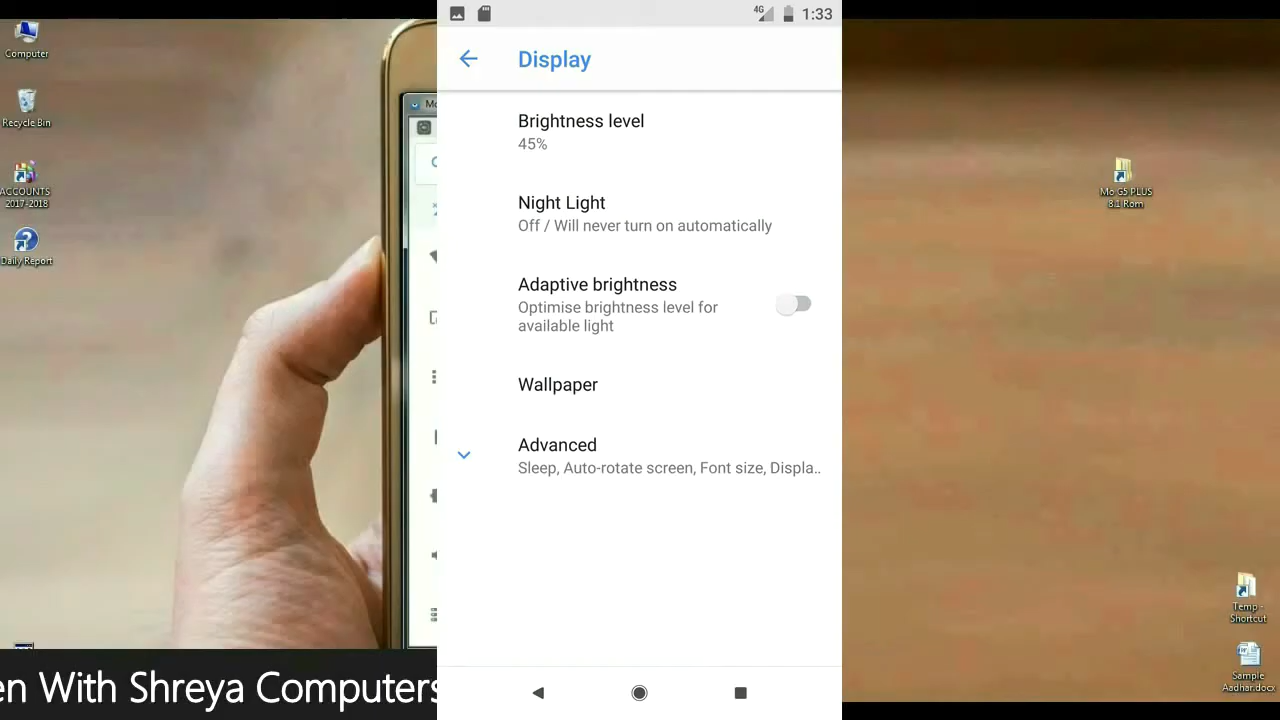 Computer
Recycle Bin
ACCOUNTS
2017-2018
Daily Report
4G
1:33
Display
Brightness level
45%
Night Light
Off / Will never turn on automatically
Adaptive brightness
Optimise brightness level for
available light
Wallpaper
Advanced
Sleep, Auto-rotate screen, Font size, Displa..
Mo G5 PLUS
8.1 Rom
Temp -
Shortcut
Sample
Aadhar.docx
en With Shreya Computers